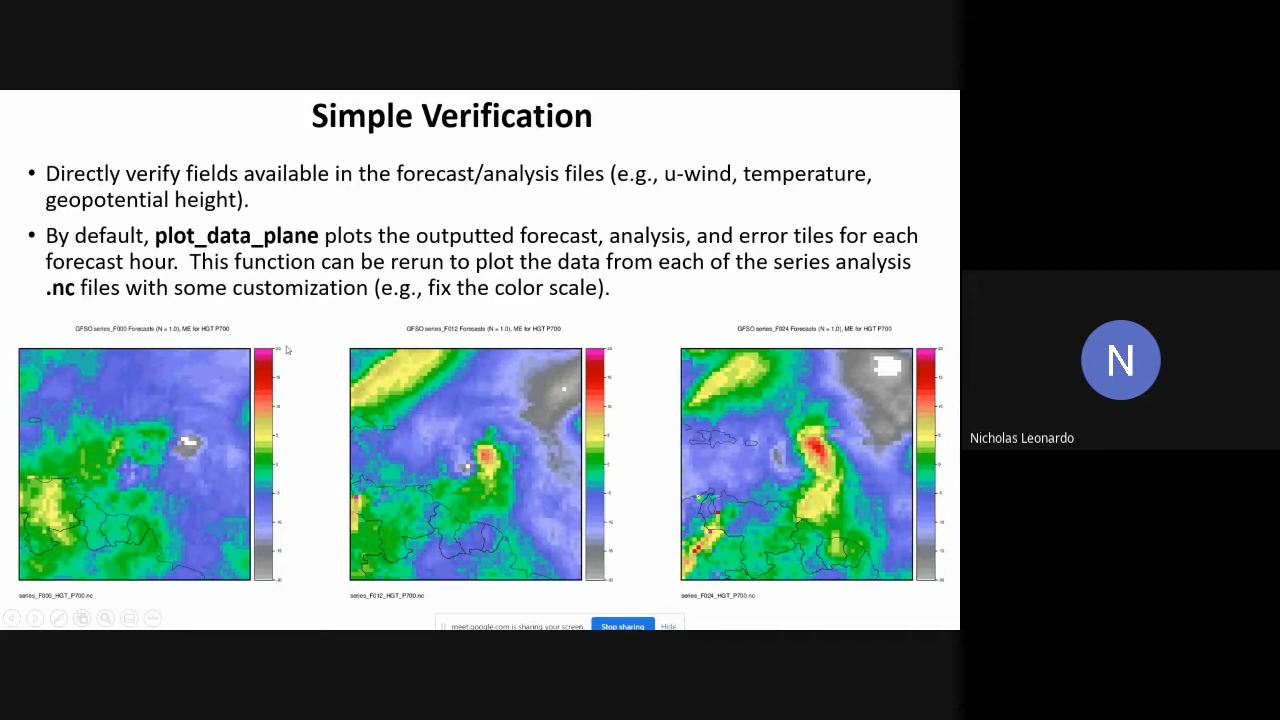 Simple Verification
• Directly verify fields available in the forecast/analysis files (e.g., u-wind, temperature,
geopotential height).
• By default, plot_data_plane plots the outputted forecast, analysis, and error tiles for each
forecast hour.  This function can be rerun to plot the data from each of the series analysis
.nc files with some customization (e.g., fix the color scale).
GFSO series_F000 Forecasts (N = 1.0), ME for HGT P700
GFSO series_F012 Forecasts (N = 1.0), ME for HGT P700
GFSO series_F024 Forecasts (N = 1.0), ME for HGT P700
series_F000_HGT_P700.nc
series_F012_HGT_P700.nc
series_F024_HGT_P700.nc
meet.google.com is sharing your screen.
Stop sharing
Hide
N
Nicholas Leonardo